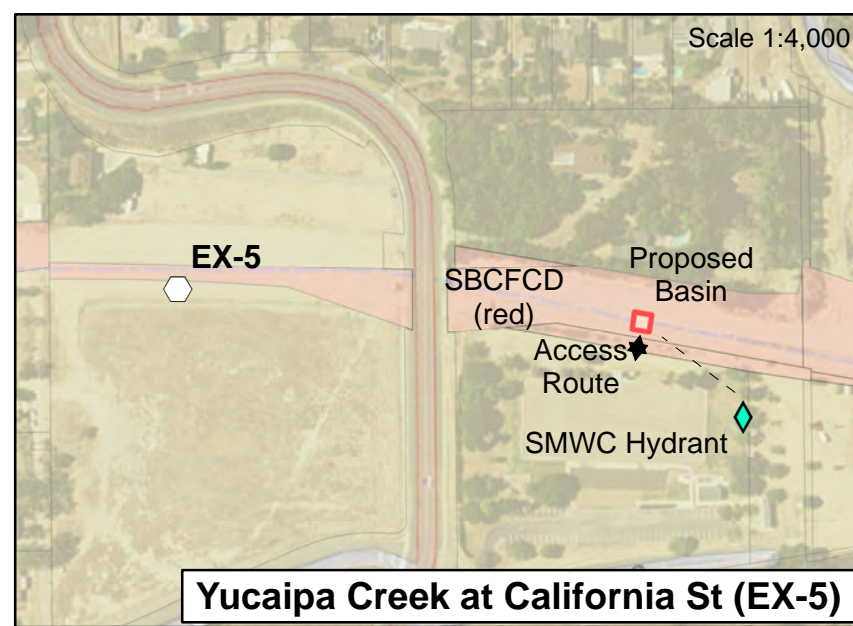 Scale 1:4,000
EX-5
Proposed
Basin
SBCFCD
(red)
Access
Route
SMWC Hydrant
Yucaipa Creek at California St (EX-5)